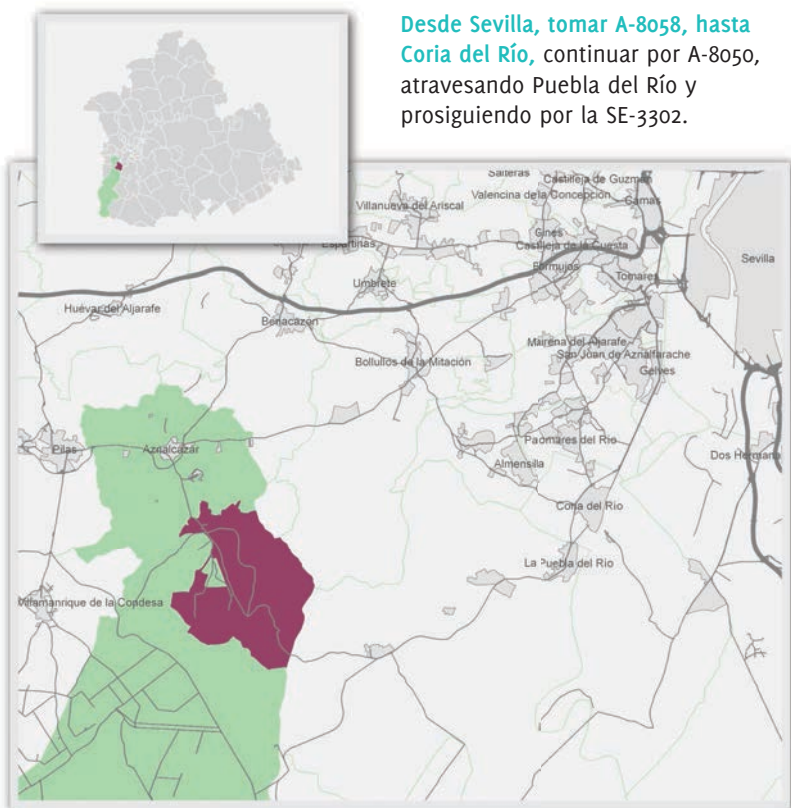 Desde Sevilla, tomar A-8058, hasta
Coria del Río, continuar por A-8050,
atravesando Puebla del Río y
prosiguiendo por la SE-3302.
Salteras
Castilleja de Guzmán
Valencina de la Concepción
Camas
Villanueva del Ariscal
Gines
Espartinas
Castilleja de la Cuesta
Sevilla
Bormujos
Tomares
Umbrete
Huévar del Aljarafe
Benacazón
Mairena del Aljarafe
San Juan de Aznalfarache
Bollullos de la Mitación
Gelves
Pilas
Aznalcázar
Palomares del Río
Dos Hermana
Almensilla
Coria del Río
La Puebla del Río
Villamanrique de la Condesa